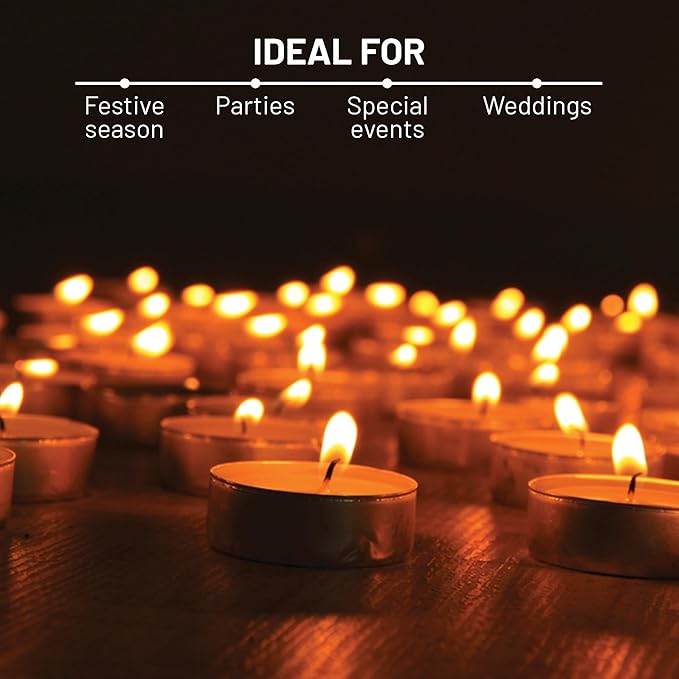 IDEAL FOR
Festive
season
Parties
Special
events
Weddings